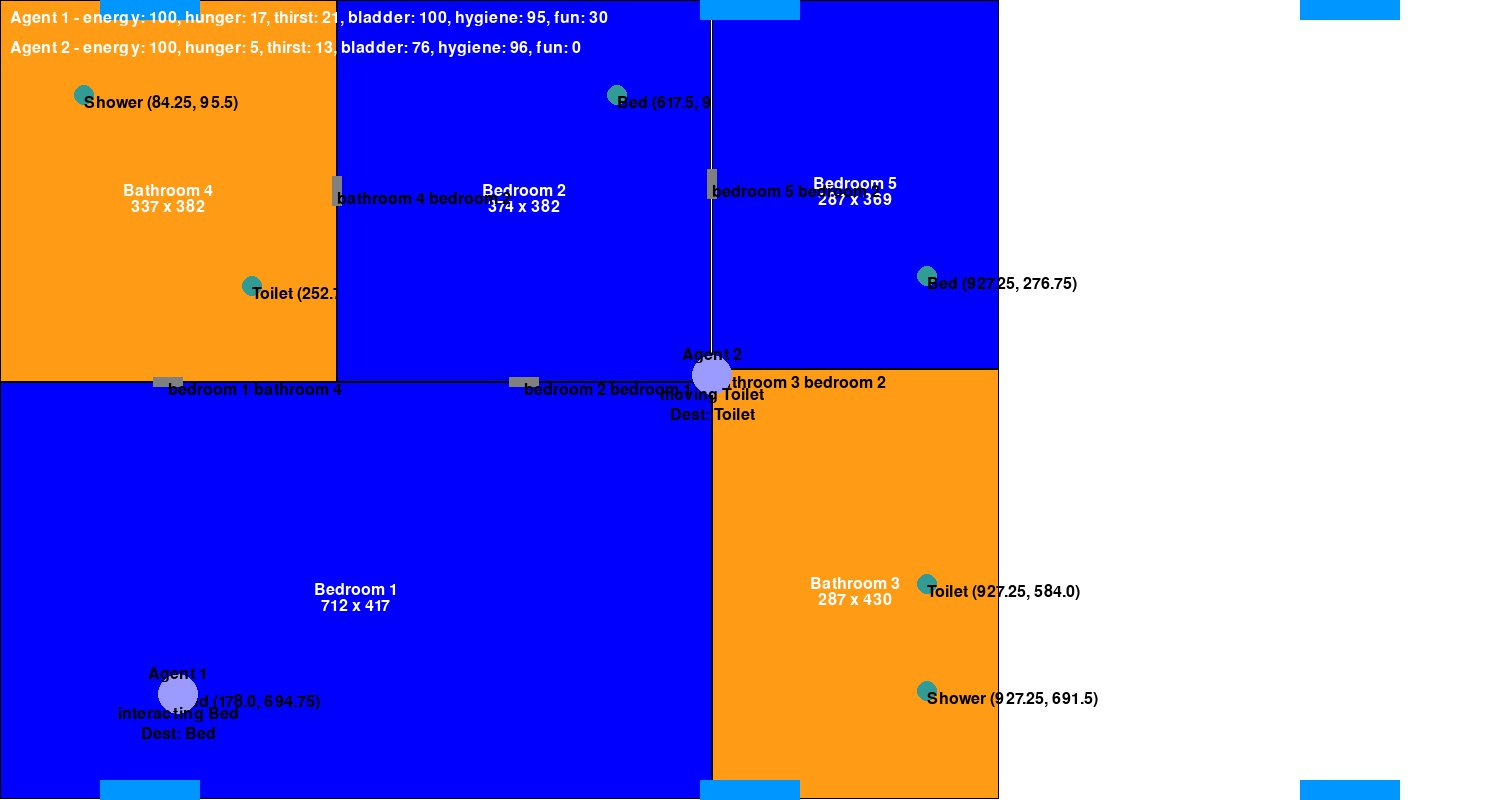 Agent 1 - energy: 100, hunger: 17, thirst: 21, bladder: 100, hygiene: 95, fun: 30
Agent 2 - energy: 100, hunger: 5, thirst: 13, bladder: 76, hygiene: 96, fun: 0
Shower (84.25, 95.5)
Bed (617.5, 9
Bathroom 4
337 x 382
bathroom 4 bedroom 2
Bedroom 2
374 x 382
bedroom 5 bedroom 2
Bedroom 5
287 x 369
Toilet (252.7
Bed (927.25, 276.75)
Agent 2
bedroom 1 bathroom 4
bedroom 2 bedroom 1
throom 3 bedroom 2
moving Toilet
Dest: Toilet
Bedroom 1
712 x 417
Bathroom 3
287 x 430
Toilet (927.25, 584.0)
Agent 1
d (178.0, 694.75)
interacting Bed
Dest: Bed
Shower (927.25, 691.5)